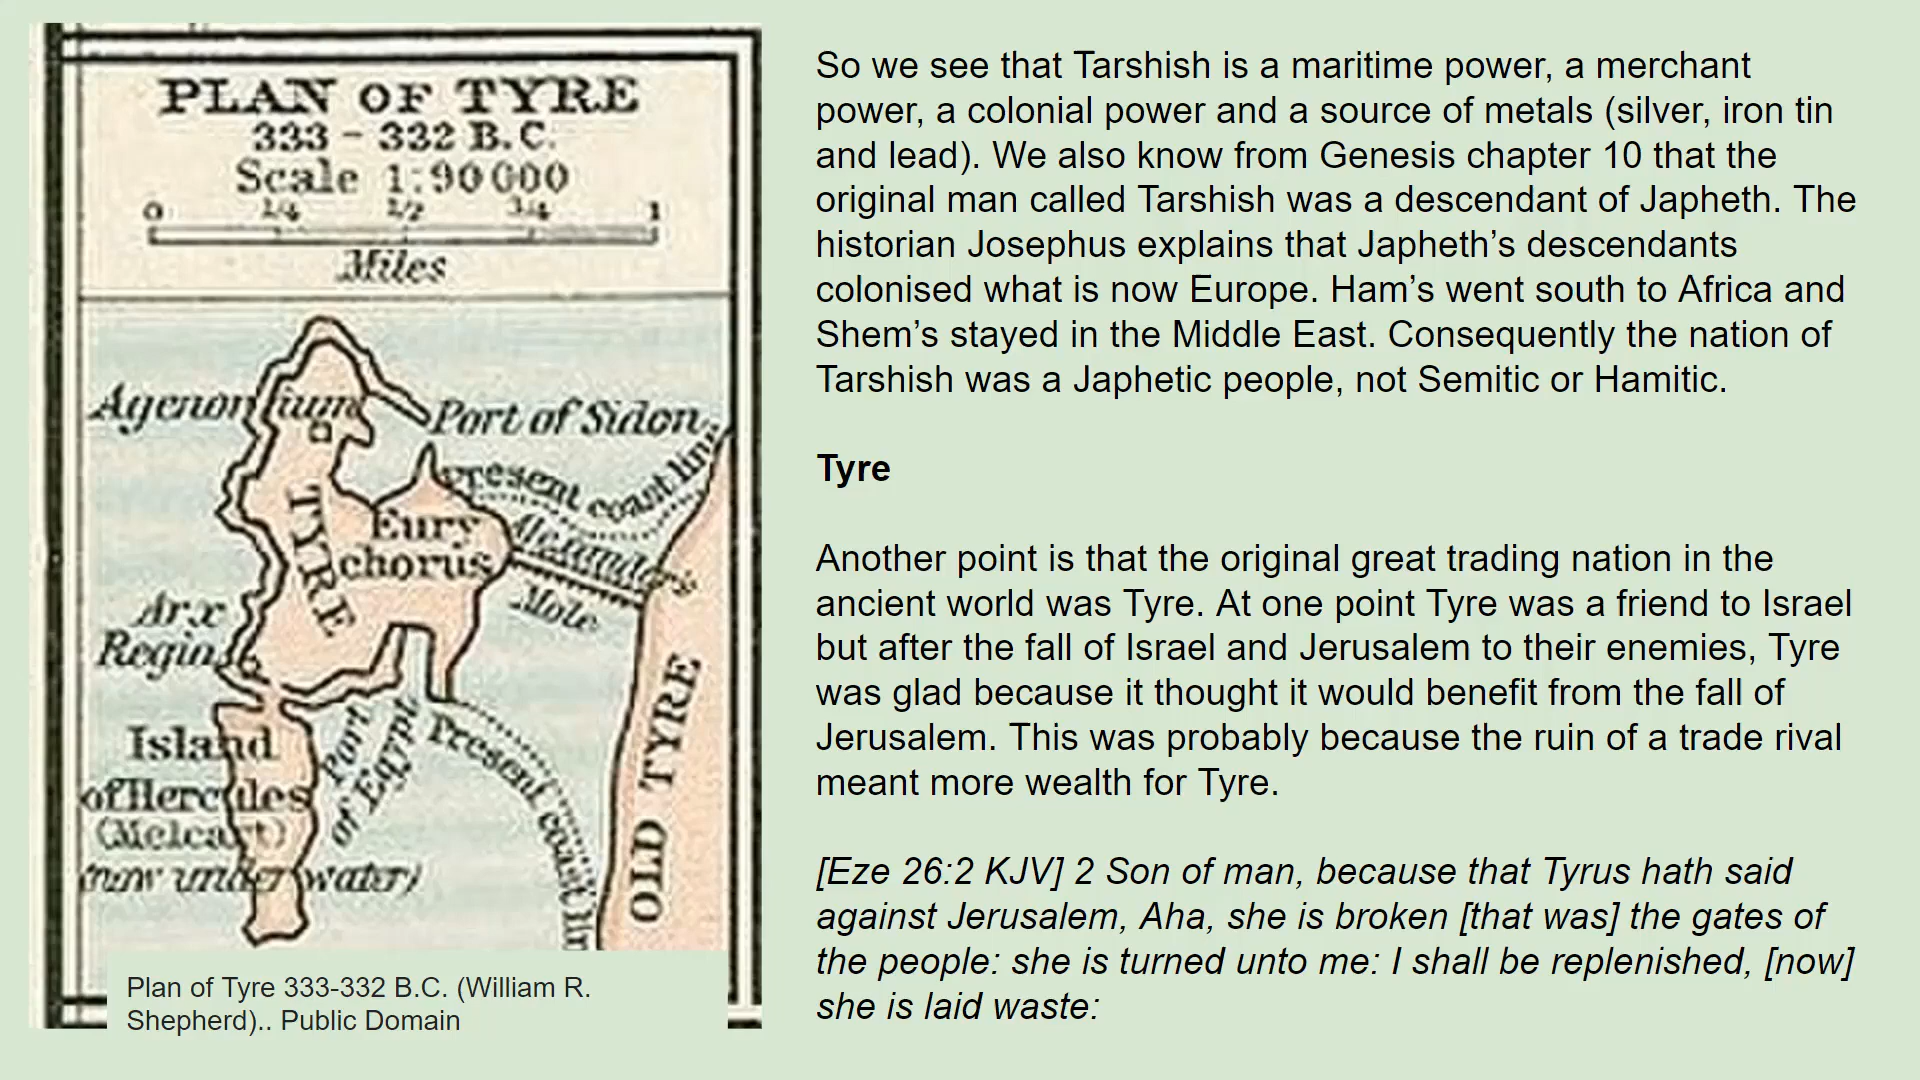 PLAN OF TYRE
333 - 332 B.C.
Scale 1:90000
0 1/4 1/2 3/4 1
Miles
Agenorium
Port of Sidon
Present coast line
TYRE
Eury
chorus
Alexander's
Mole
Arx
Regia
Island
of Hercules
(Melcart)
(now under water)
Port
of Egypt
Present coast lin
OLD TYRE
Plan of Tyre 333-332 B.C. (William R.
Shepherd).. Public Domain
So we see that Tarshish is a maritime power, a merchant
power, a colonial power and a source of metals (silver, iron tin
and lead). We also know from Genesis chapter 10 that the
original man called Tarshish was a descendant of Japheth. The
historian Josephus explains that Japheth’s descendants
colonised what is now Europe. Ham’s went south to Africa and
Shem’s stayed in the Middle East. Consequently the nation of
Tarshish was a Japhetic people, not Semitic or Hamitic.
Tyre
Another point is that the original great trading nation in the
ancient world was Tyre. At one point Tyre was a friend to Israel
but after the fall of Israel and Jerusalem to their enemies, Tyre
was glad because it thought it would benefit from the fall of
Jerusalem. This was probably because the ruin of a trade rival
meant more wealth for Tyre.
[Eze 26:2 KJV] 2 Son of man, because that Tyrus hath said
against Jerusalem, Aha, she is broken [that was] the gates of
the people: she is turned unto me: I shall be replenished, [now]
she is laid waste: